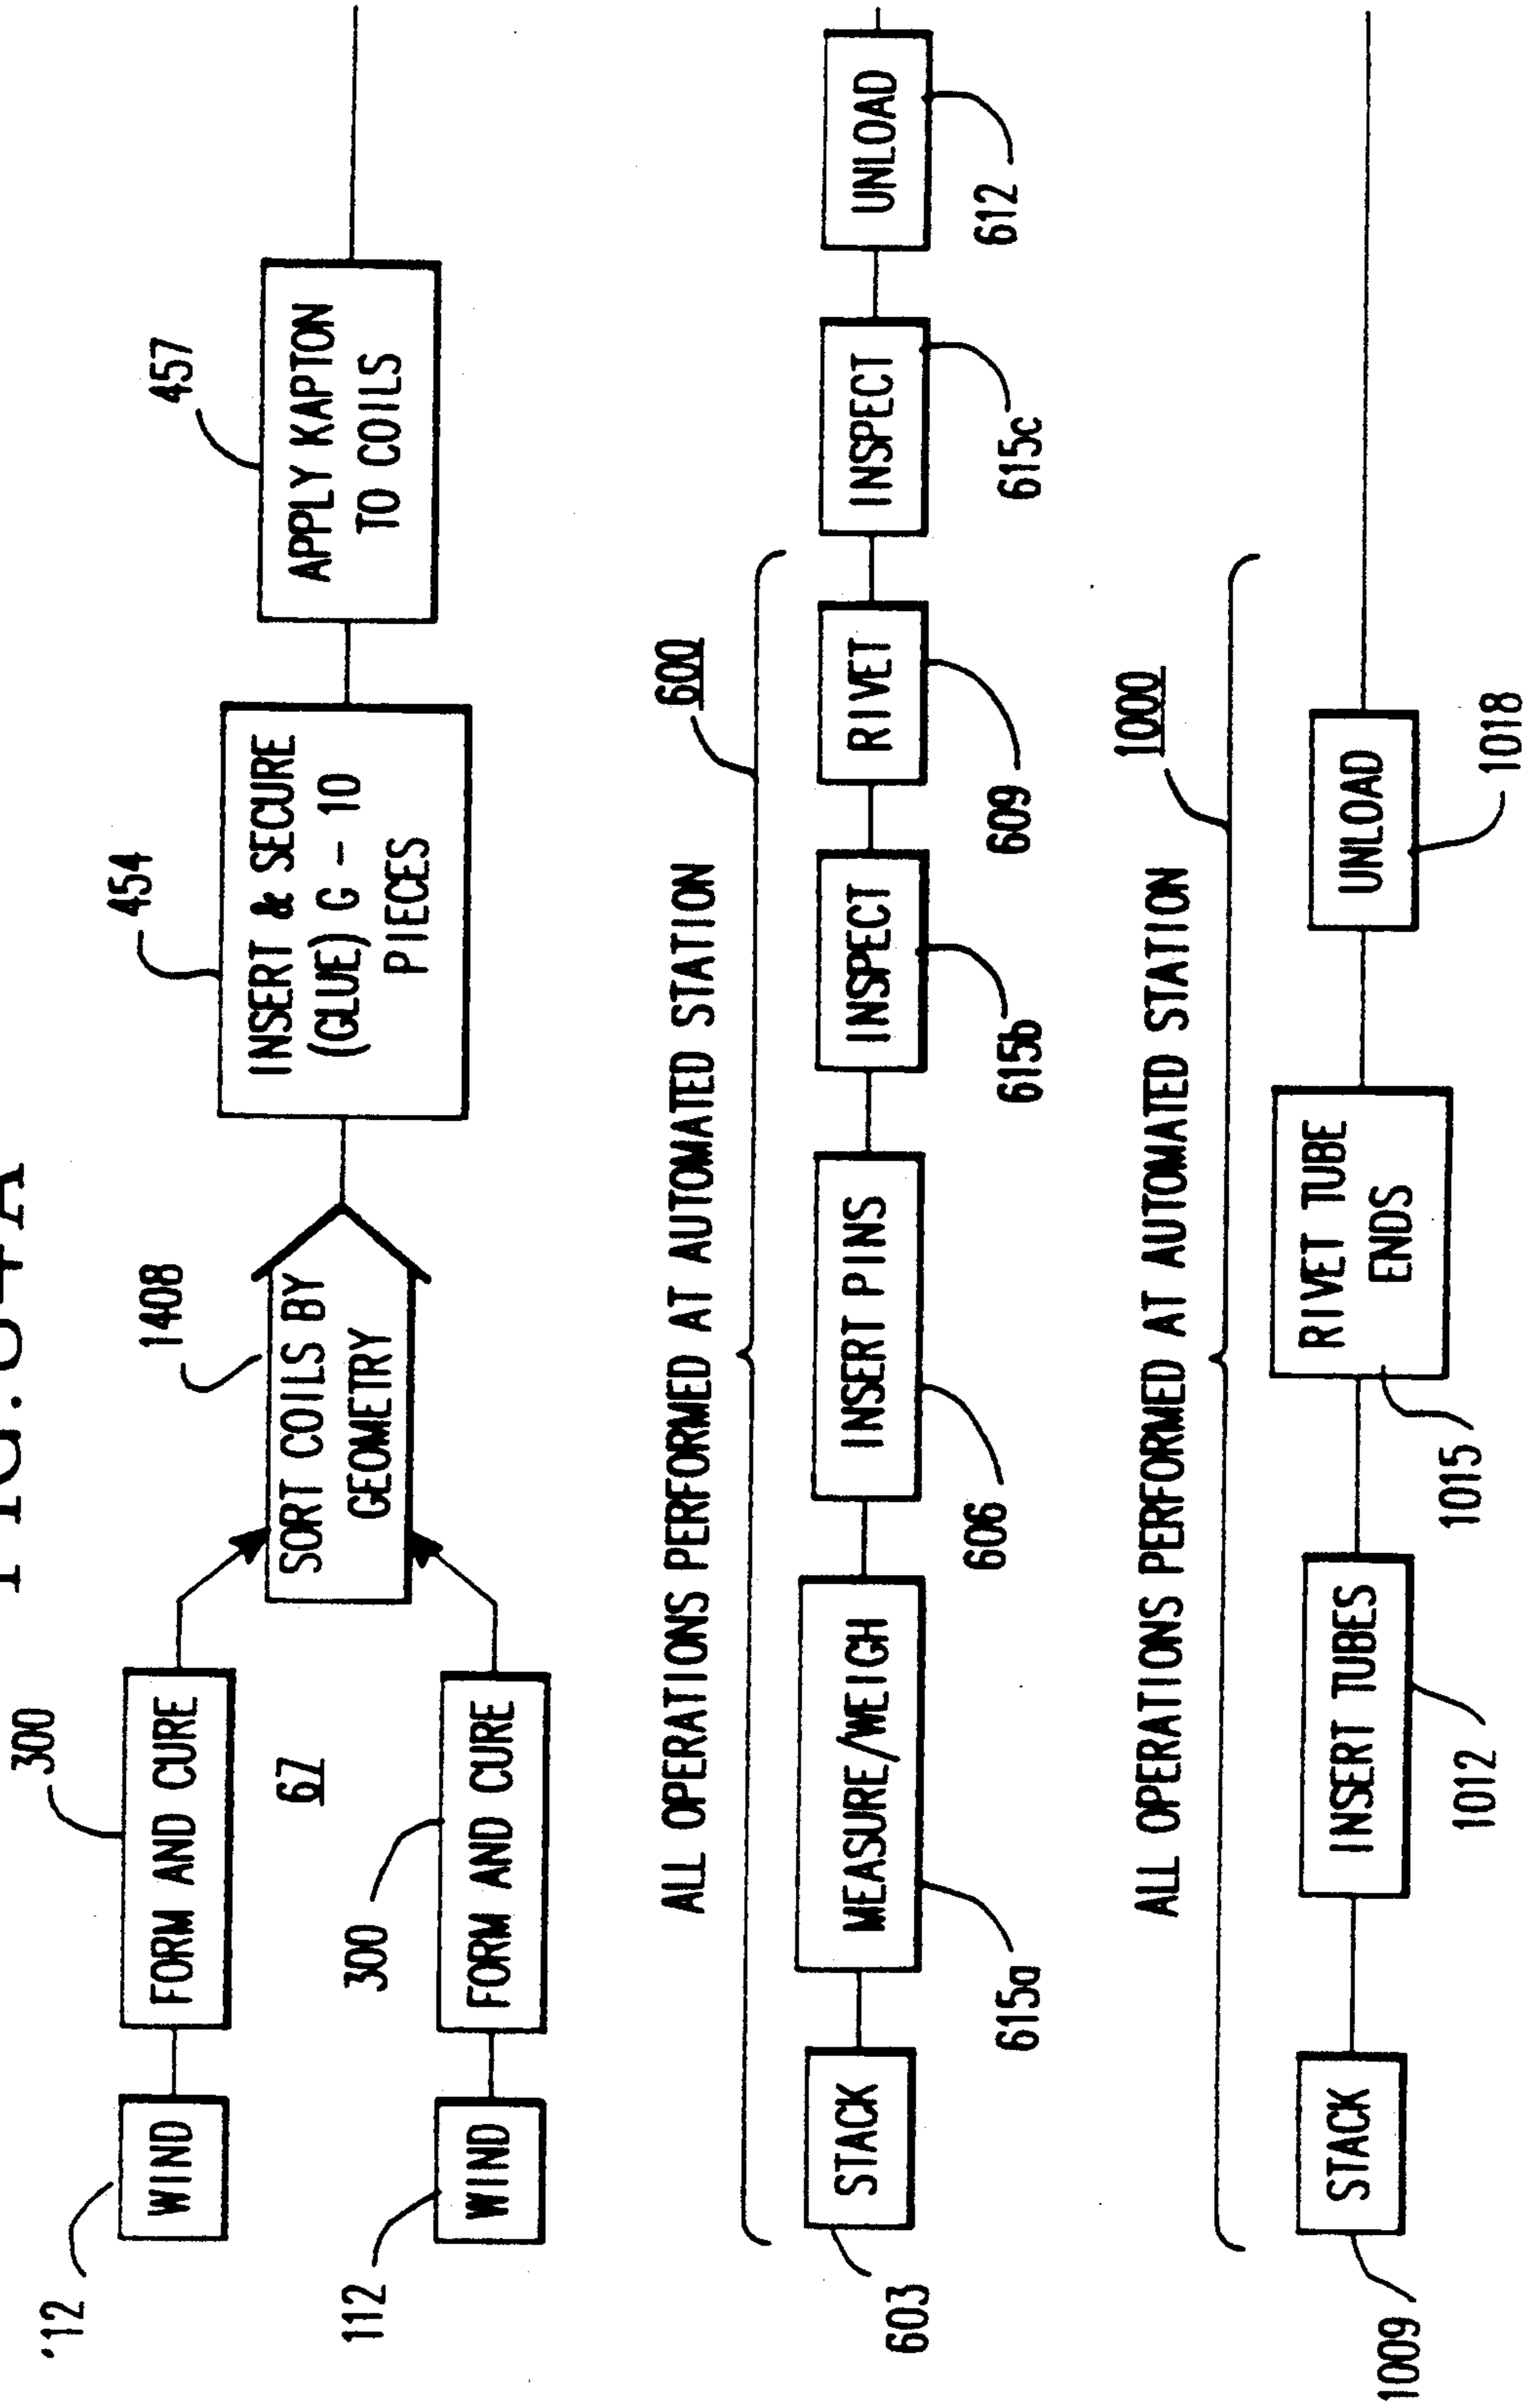 112
WIND
300
FORM AND CURE
67
112
WIND
300
FORM AND CURE
1408
SORT COILS BY
GEOMETRY
454
INSERT & SECURE
(GLUE) G - 10
PIECES
457
APPLY KAPTON
TO COILS
ALL OPERATIONS PERFORMED AT AUTOMATED STATION
600
603
STACK
615a
MEASURE/WEIGH
606
INSERT PINS
615b
INSPECT
609
RIVET
615c
INSPECT
612
UNLOAD
ALL OPERATIONS PERFORMED AT AUTOMATED STATION
1000
1009
STACK
1012
INSERT TUBES
1015
RIVET TUBE
ENDS
1018
UNLOAD